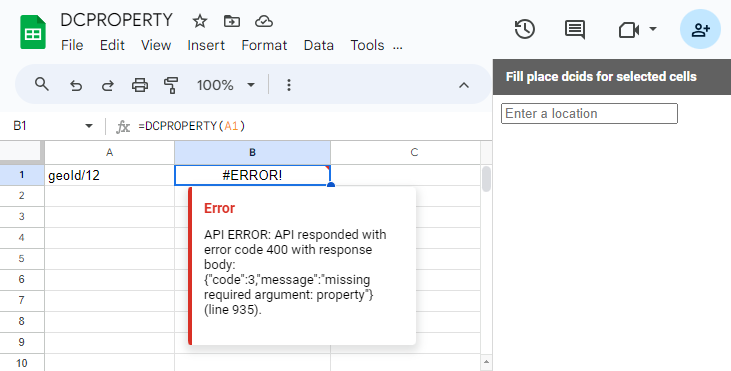 DCPROPERTY
File Edit View Insert Format Data Tools ...
100%
Fill place dcids for selected cells
Enter a location
B1 fx =DCPROPERTY(A1)
A B C
1 geoId/12 #ERROR!
2
3
4
5
6
7
8
9
10
Error
API ERROR: API responded with
error code 400 with response
body:
{"code":3,"message":"missing
required argument: property"}
(line 935).